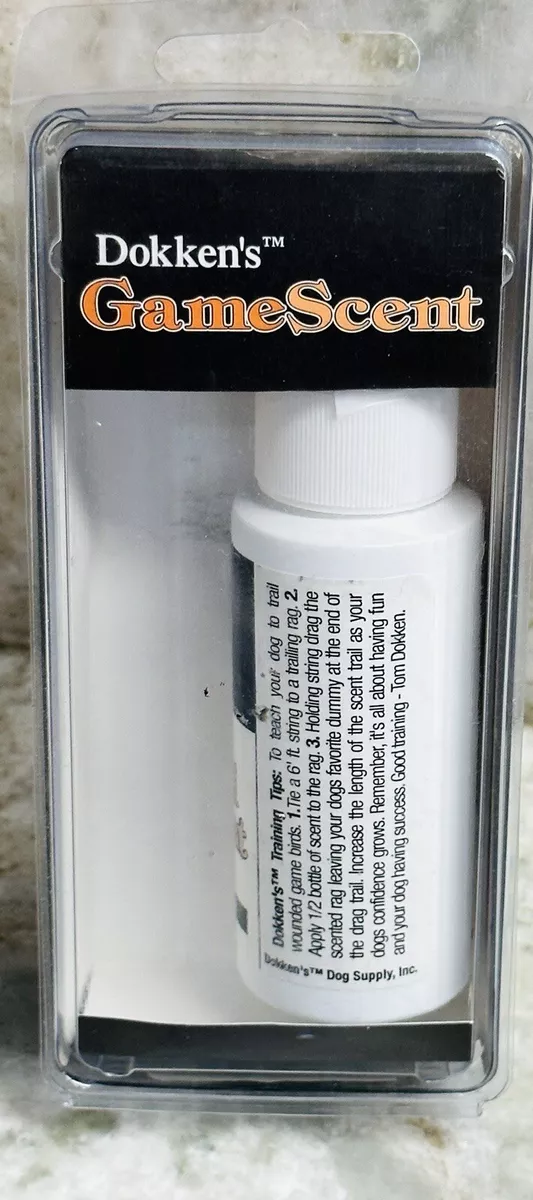 Dokken's™
GameScent
Dokken's™ Training Tips: To teach your dog to trail
wounded game birds. 1.Tie a 6' ft. string to a trailing rag. 2.
Apply 1/2 bottle of scent to the rag. 3. Holding string drag the
scented rag leaving your dogs favorite dummy at the end of
the drag trail. Increase the length of the scent trail as your
dogs confidence grows. Remember, it's all about having fun
and your dog having success. Good training - Tom Dokken.
Dokken's™ Dog Supply, Inc.